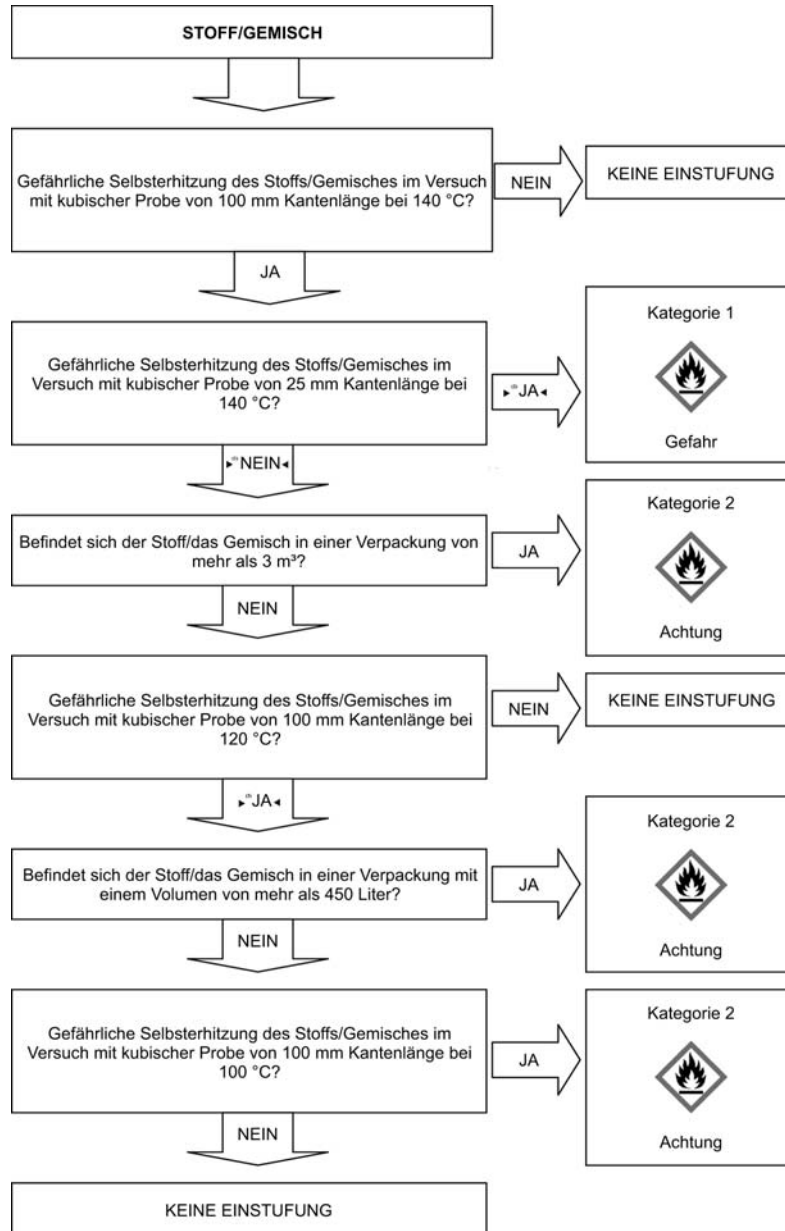 STOFF/GEMISCH
Gefährliche Selbsterhitzung des Stoffs/Gemisches im Versuch
mit kubischer Probe von 100 mm Kantenlänge bei 140 °C?
NEIN
KEINE EINSTUFUNG
JA
Gefährliche Selbsterhitzung des Stoffs/Gemisches im
Versuch mit kubischer Probe von 25 mm Kantenlänge bei
140 °C?
JA
Kategorie 1
Gefahr
NEIN
Befindet sich der Stoff/das Gemisch in einer Verpackung von
mehr als 3 m³?
JA
Kategorie 2
Achtung
NEIN
Gefährliche Selbsterhitzung des Stoffs/Gemisches im
Versuch mit kubischer Probe von 100 mm Kantenlänge bei
120 °C?
NEIN
KEINE EINSTUFUNG
JA
Befindet sich der Stoff/das Gemisch in einer Verpackung mit
einem Volumen von mehr als 450 Liter?
JA
Kategorie 2
Achtung
NEIN
Gefährliche Selbsterhitzung des Stoffs/Gemisches im
Versuch mit kubischer Probe von 100 mm Kantenlänge bei
100 °C?
JA
Kategorie 2
Achtung
NEIN
KEINE EINSTUFUNG